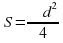 S = d²/4